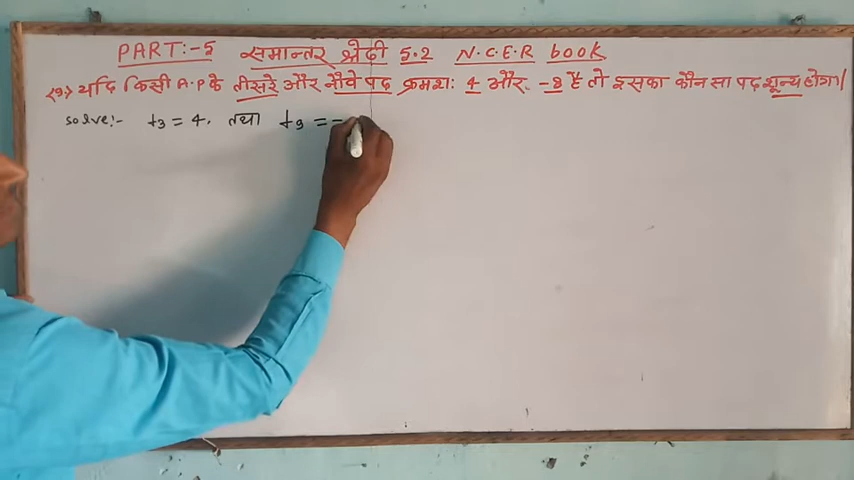 PART:-5 समान्तर श्रेढी 5.2 N.C.E.R book
(9.) यदि किसी A.P के तीसरे और नौवे पद क्रमश: 4 और. -8 है तो इसका कौन सा पद शून्य होगा।
solve:- t3 = 4. तथा t9 = -